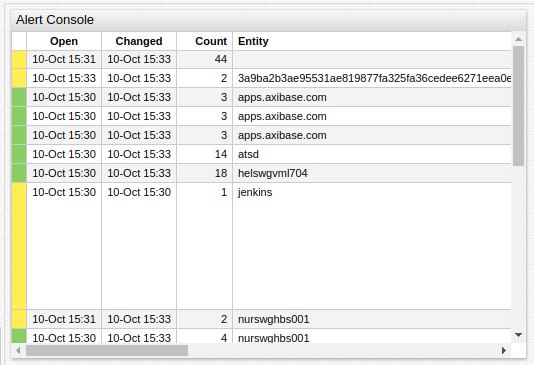 Alert Console
Open Changed Count Entity
10-Oct 15:31 10-Oct 15:33 44
10-Oct 15:33 10-Oct 15:33 2 3a9ba2b3ae95531ae819877fa325fa36cedee6271eea0e
10-Oct 15:30 10-Oct 15:33 3 apps.axibase.com
10-Oct 15:30 10-Oct 15:33 3 apps.axibase.com
10-Oct 15:30 10-Oct 15:33 3 apps.axibase.com
10-Oct 15:30 10-Oct 15:33 14 atsd
10-Oct 15:30 10-Oct 15:33 18 helswgvml704
10-Oct 15:30 10-Oct 15:30 1 jenkins
10-Oct 15:31 10-Oct 15:33 2 nurswghbs001
10-Oct 15:30 10-Oct 15:33 4 nurswghbs001